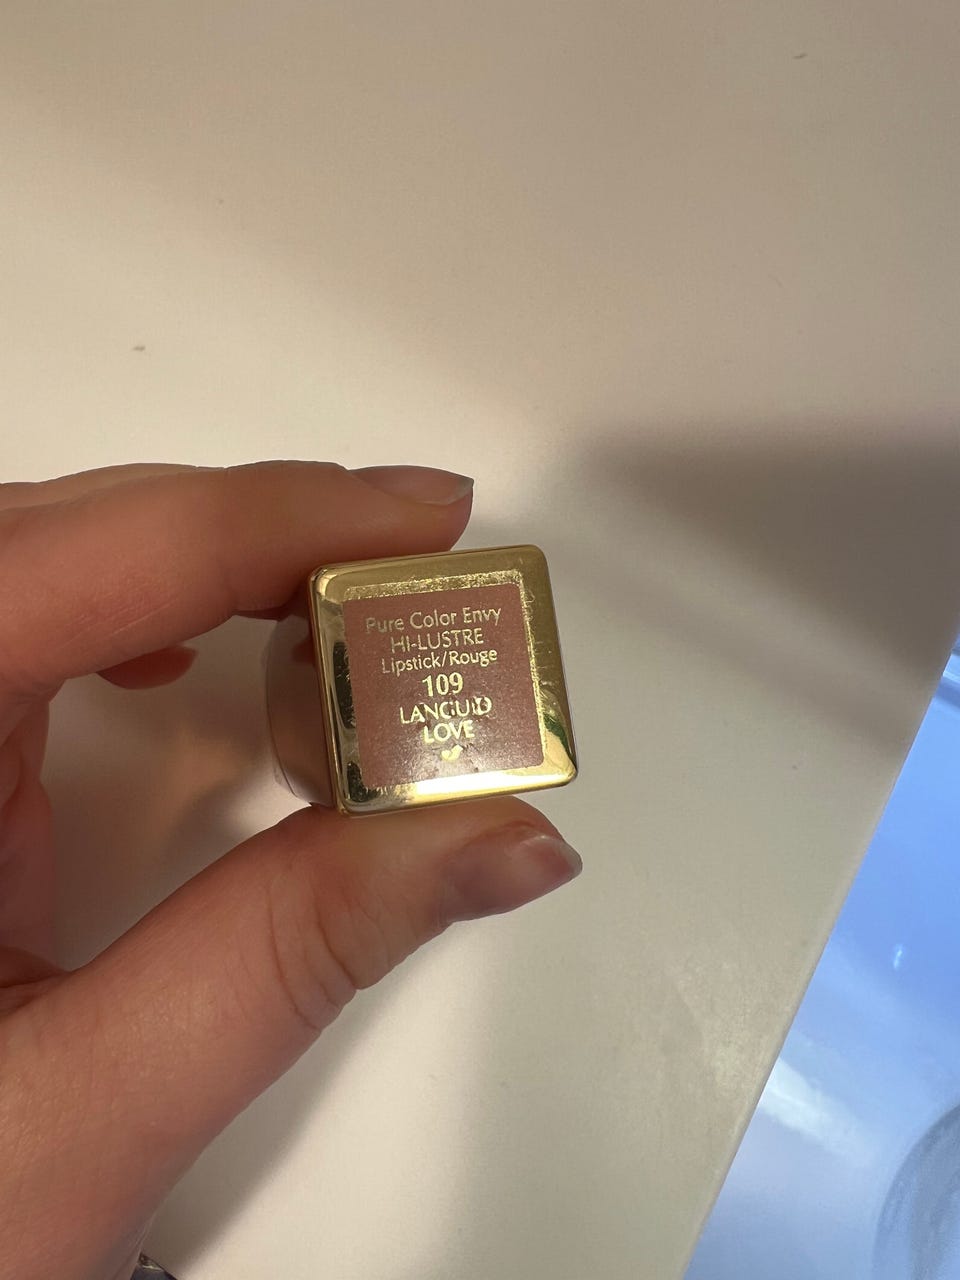 Pure Color Envy
HI-LUSTRE
Lipstick/Rouge
109
LANGUID
LOVE